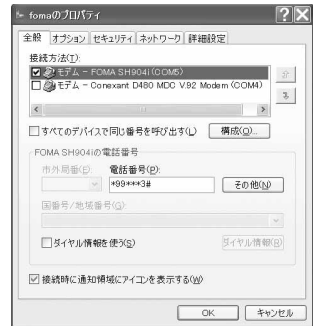 fomaのプロパティ
全般 オプション セキュリティ ネットワーク 詳細設定
接続方法(T):
モデム - FOMA SH904i(COM5)
モデム - Conexant D480 MDC V.92 Modem (COM4)
すべてのデバイスで同じ番号を呼び出す(L) 構成(O)...
FOMA SH904iの電話番号
市外局番(E): 電話番号(P):
*99***3# その他(N)
国番号/地域番号(G):
ダイヤル情報を使う(S) ダイヤル情報(R)
接続時に通知領域にアイコンを表示する(W)
OK キャンセル